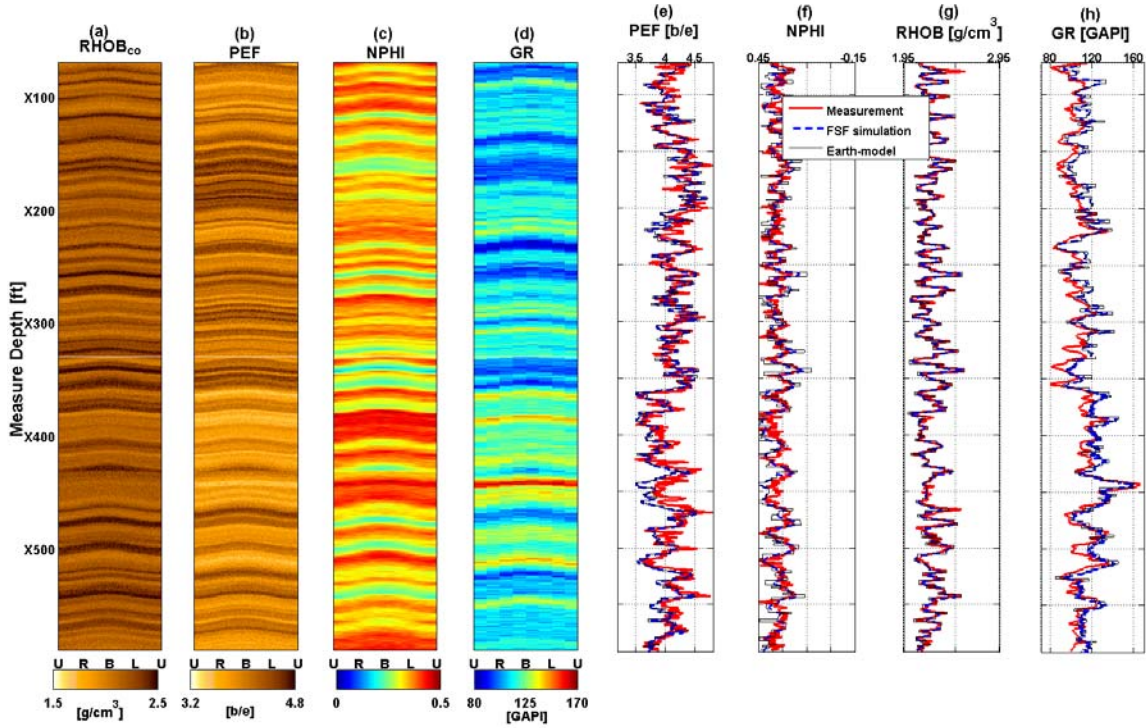 (a)
RHOBco
(b)
PEF
(c)
NPHI
(d)
GR
(e)
PEF [b/e]
3.5 4 4.5
(f)
NPHI
0.45 -0.15
(g)
RHOB [g/cm3
1.95 2.95
(h)
GR [GAPI]
80 120 160
Measurement
FSF simulation
Earth-model
Measure Depth [ft]
X100
X200
X300
X400
X500
U R B L U
U R B L U
U R B L U
U R B L U
1.5 2.5
[g/cm3]
3.2 4.8
[b/e]
0 0.5
80 125 170
[GAPI]